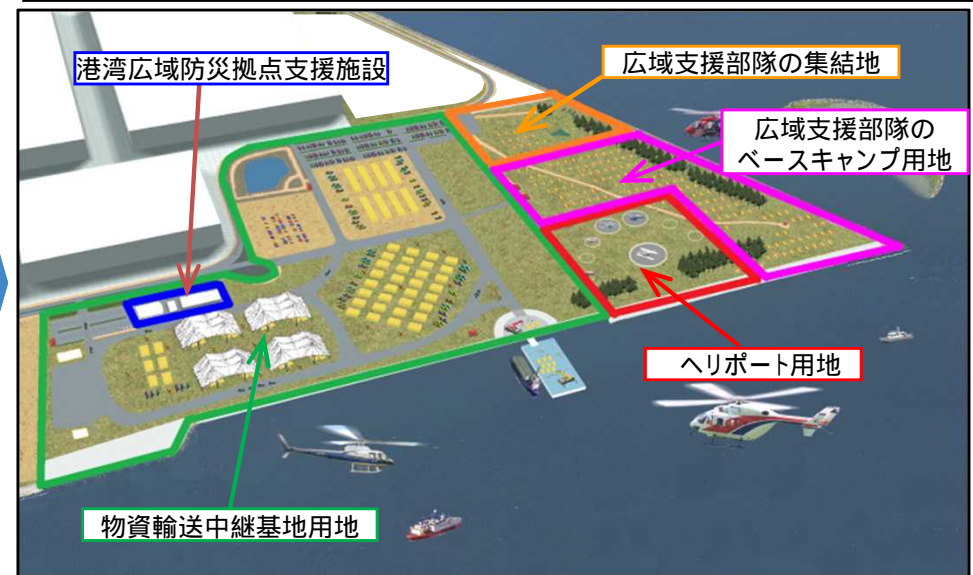 港湾広域防災拠点支援施設
広域支援部隊の集結地
広域支援部隊の
ベースキャンプ用地
ヘリポート用地
物資輸送中継基地用地